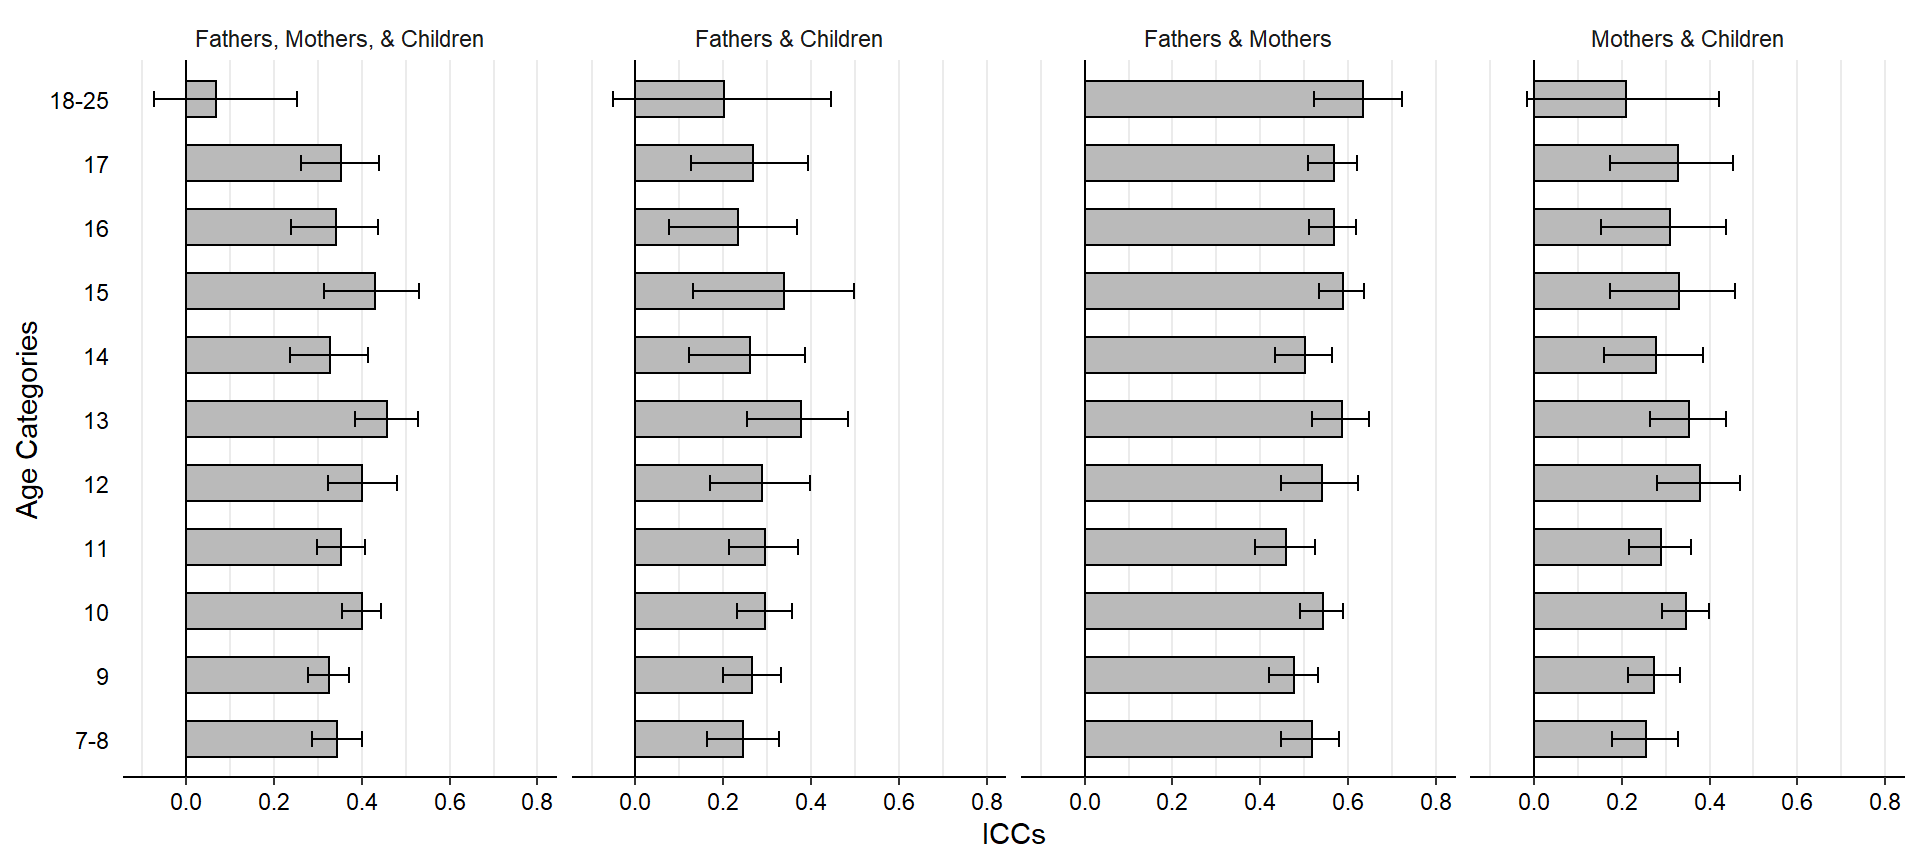 Fathers, Mothers, & Children
Fathers & Children
Fathers & Mothers
Mothers & Children
Age Categories
18-25
17
16
15
14
13
12
11
10
9
7-8
0.0 0.2 0.4 0.6 0.8
0.0 0.2 0.4 0.6 0.8
0.0 0.2 0.4 0.6 0.8
0.0 0.2 0.4 0.6 0.8
ICCs